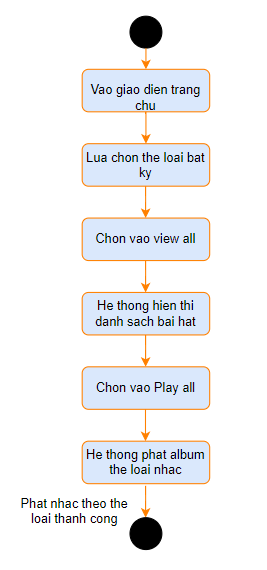 Vao giao dien trang
chu
Lua chon the loai bat
ky
Chon vao view all
He thong hien thi
danh sach bai hat
Chon vao Play all
He thong phat album
the loai nhac
Phat nhac theo the
loai thanh cong